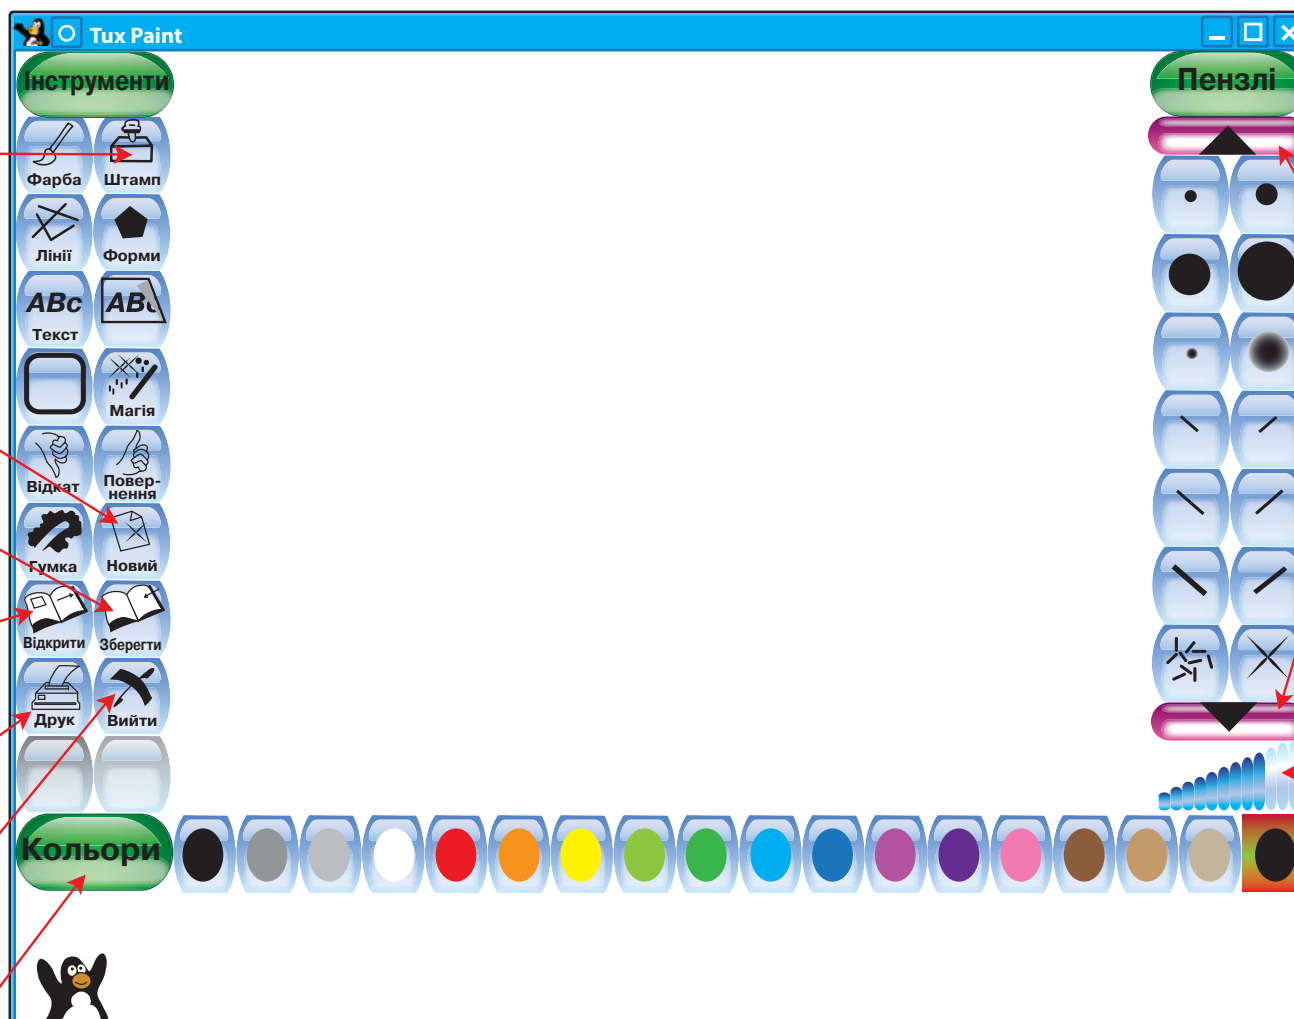 Tux Paint
Інструменти
Пензлі
Фарба
Штамп
Лінії
Форми
ABc
ABc
Текст
Магія
Відкат
Повер-
нення
Гумка
Новий
Відкрити
Зберегти
Друк
Вийти
Кольори